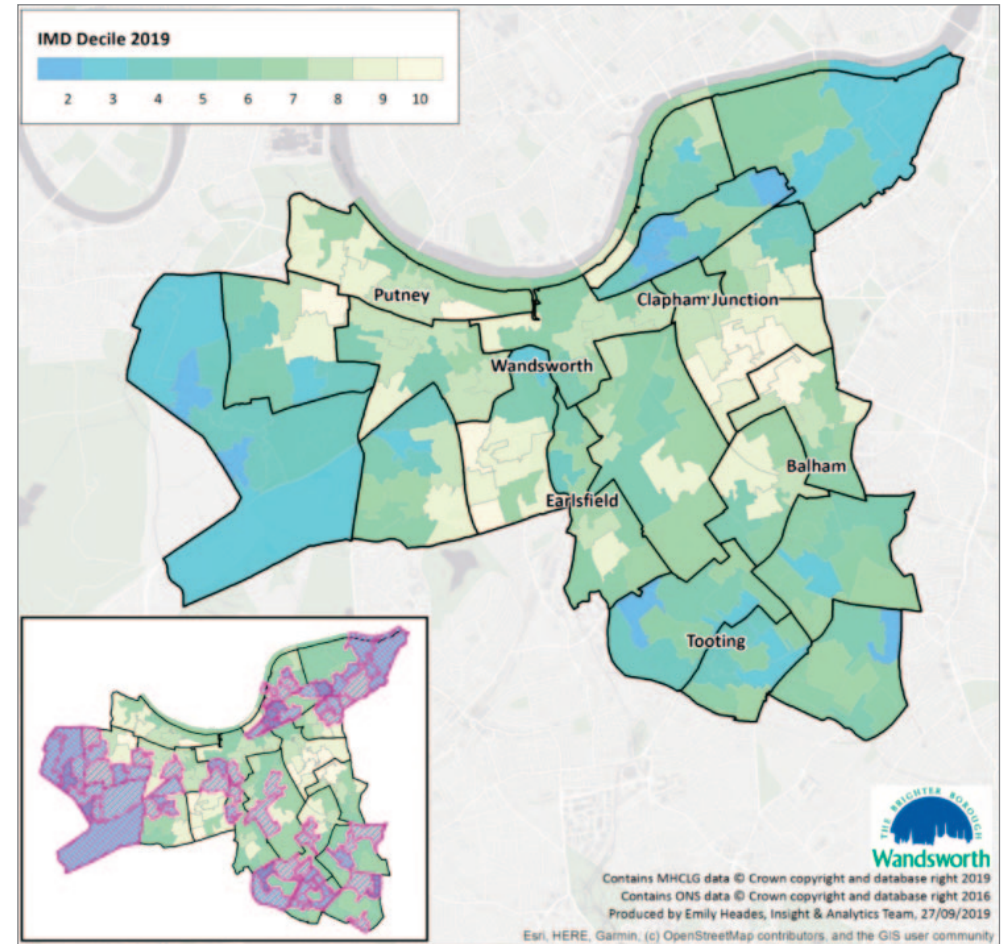 IMD Decile 2019
2 3 4 5 6 7 8 9 10
Putney
Clapham Junction
Wandsworth
Balham
Earlsfield
Tooting
THE BRIGHTER BOROUGH
Wandsworth
Contains MHCLG data © Crown copyright and database right 2019
Contains ONS data © Crown copyright and database right 2016
Produced by Emily Heades, Insight & Analytics Team, 27/09/2019
Esri, HERE, Garmin, (c) OpenStreetMap contributors, and the GIS user community